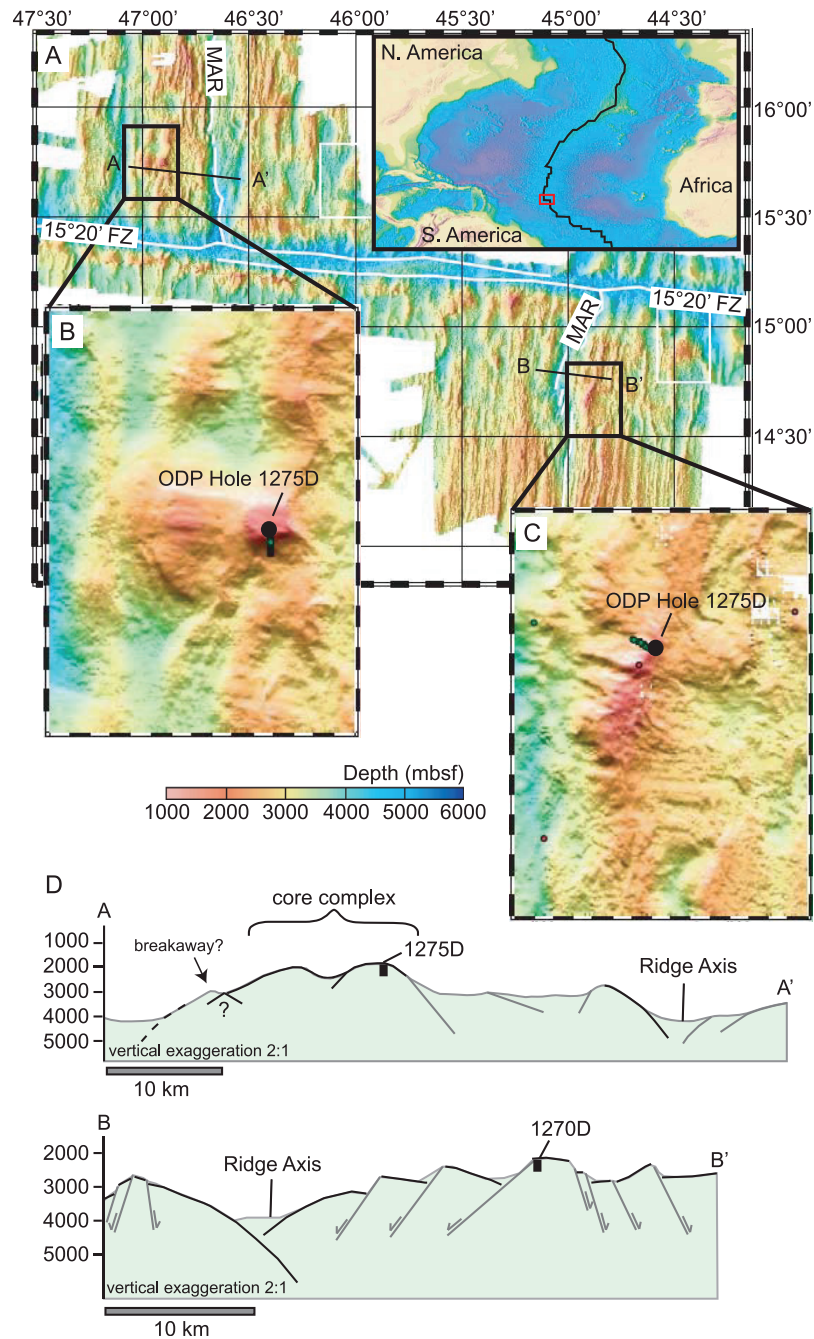 47°30' 47°00' 46°30' 46°00' 45°30' 45°00' 44°30'
A
MAR
N. America
Africa
S. America
16°00'
A
A'
15°30'
15°20' FZ
15°20' FZ
15°00'
MAR
B
B'
14°30'
B
ODP Hole 1275D
C
ODP Hole 1275D
Depth (mbsf)
1000 2000 3000 4000 5000 6000
D
core complex
A
1000
breakaway?
1275D
2000
Ridge Axis
A'
3000
?
4000
5000
vertical exaggeration 2:1
10 km
B
1270D
2000
Ridge Axis
B'
3000
4000
5000
vertical exaggeration 2:1
10 km